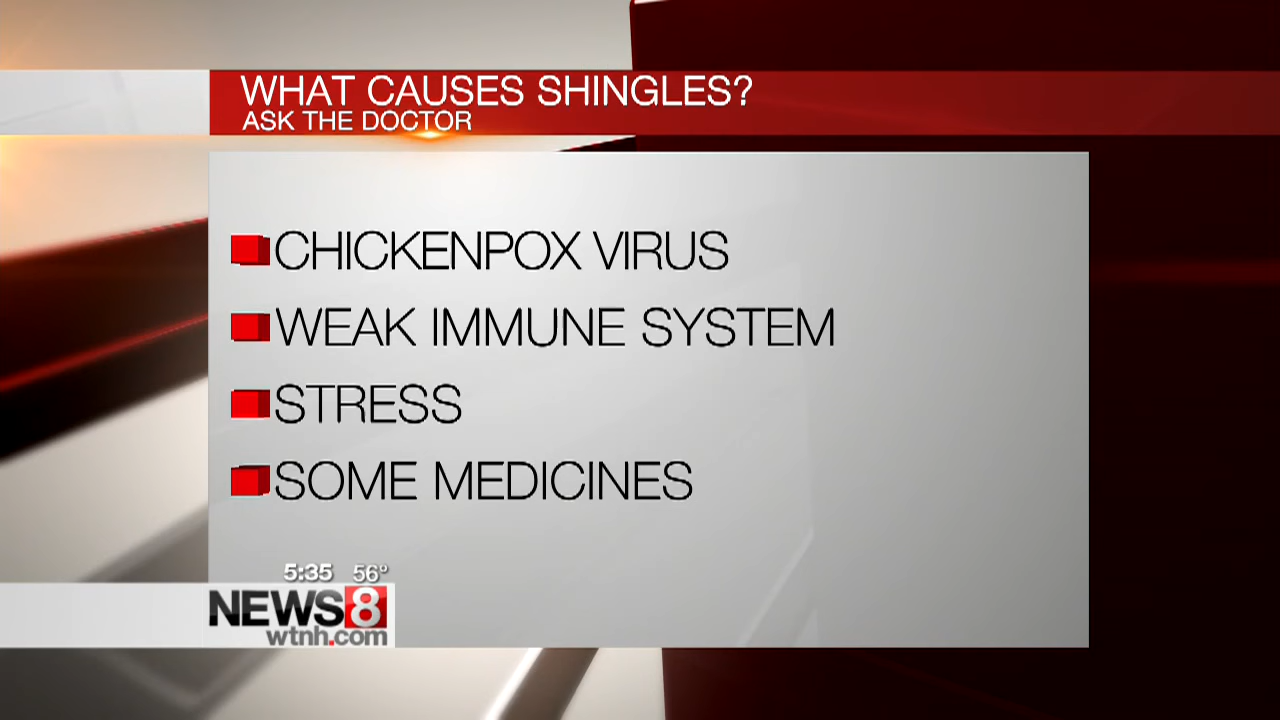 WHAT CAUSES SHINGLES?
ASK THE DOCTOR
CHICKENPOX VIRUS
WEAK IMMUNE SYSTEM
STRESS
SOME MEDICINES
5:35 56°
NEWS8
wtnh.com